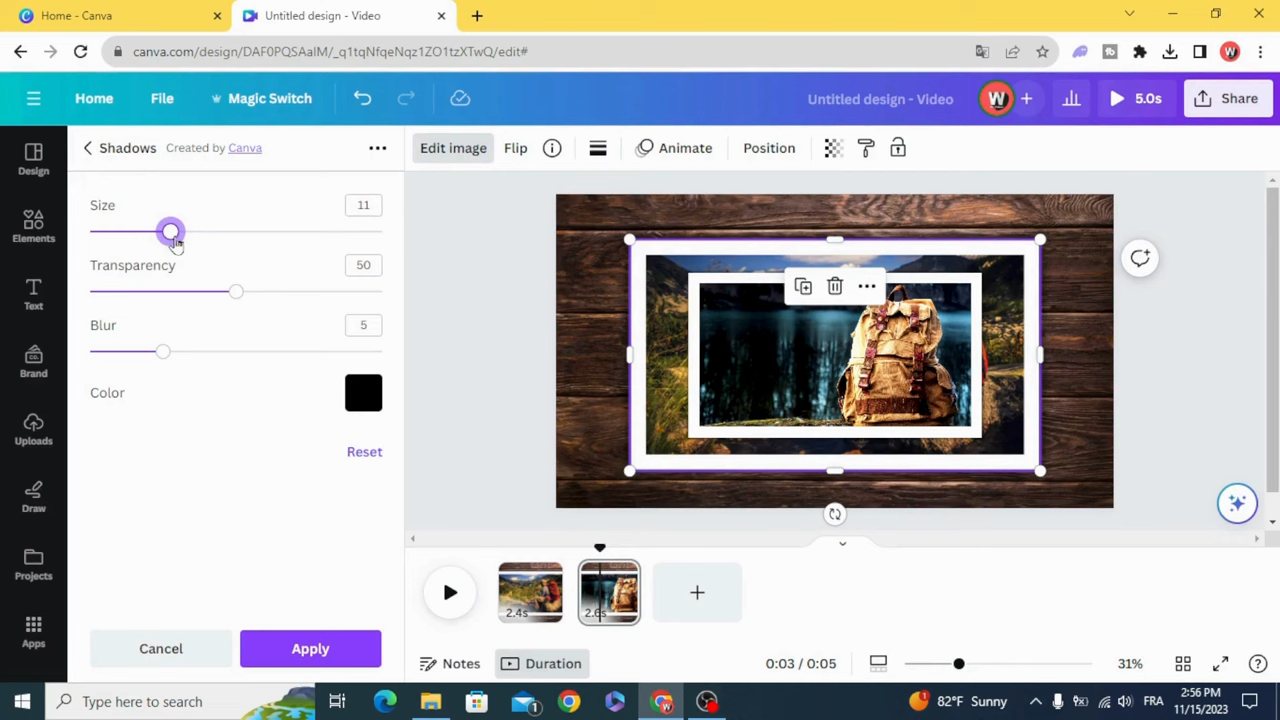 Home - Canva
Untitled design - Video
canva.com/design/DAF0PQSAalM/_q1tqNfqeNqz1ZO1tzXTwQ/edit#
Home
File
Magic Switch
Untitled design - Video
W
5.0s
Share
Design
Elements
Text
Brand
Uploads
Draw
Projects
Apps
Shadows
Created by Canva
Size
11
Transparency
50
Blur
5
Color
Reset
Cancel
Apply
Edit image
Flip
Animate
Position
2.4s
2.6s
Notes
Duration
0:03 / 0:05
31%
Type here to search
82°F Sunny
FRA
2:56 PM
11/15/2023